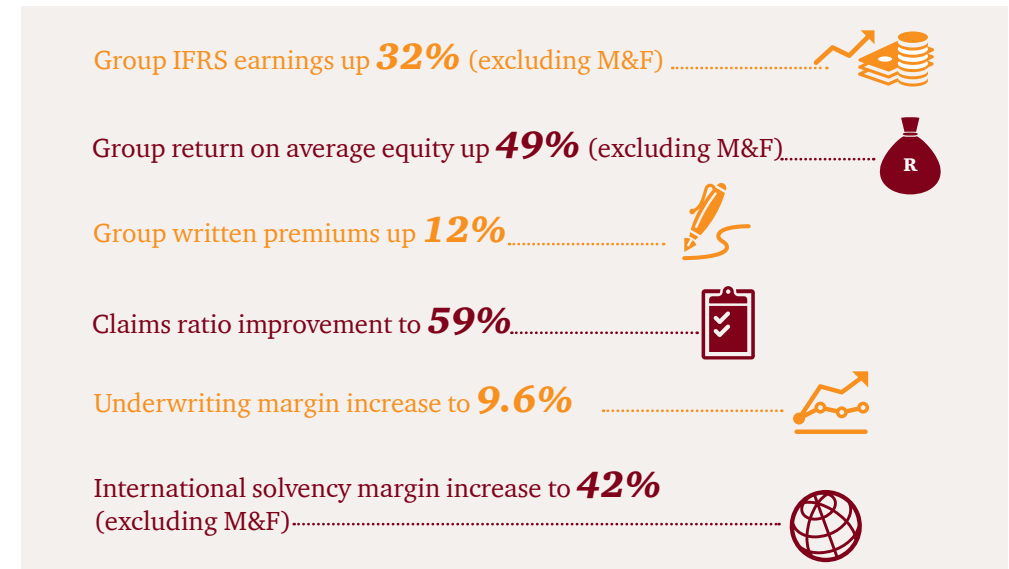 Group IFRS earnings up 32% (excluding M&F)
Group return on average equity up 49% (excluding M&F)
R
Group written premiums up 12%
Claims ratio improvement to 59%
Underwriting margin increase to 9.6%
International solvency margin increase to 42%
(excluding M&F)